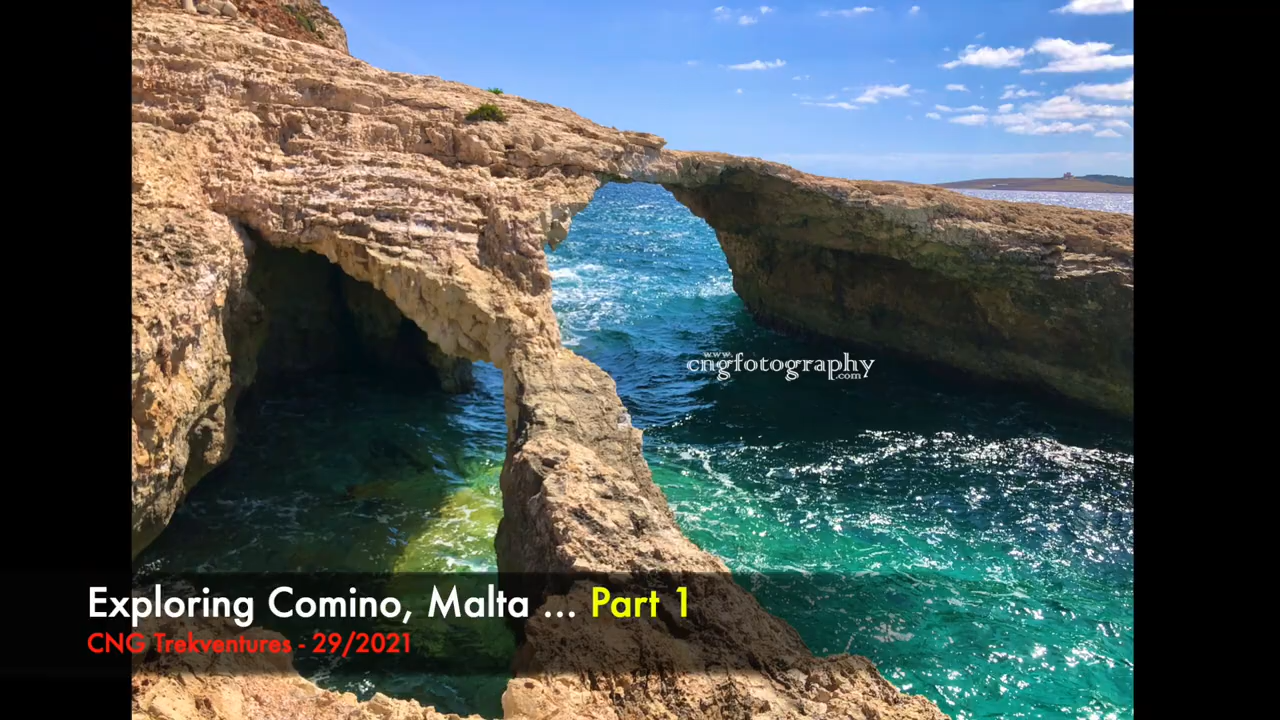 www.
cngfotography
.com
Exploring Comino, Malta ... Part 1
CNG Trekventures - 29/2021